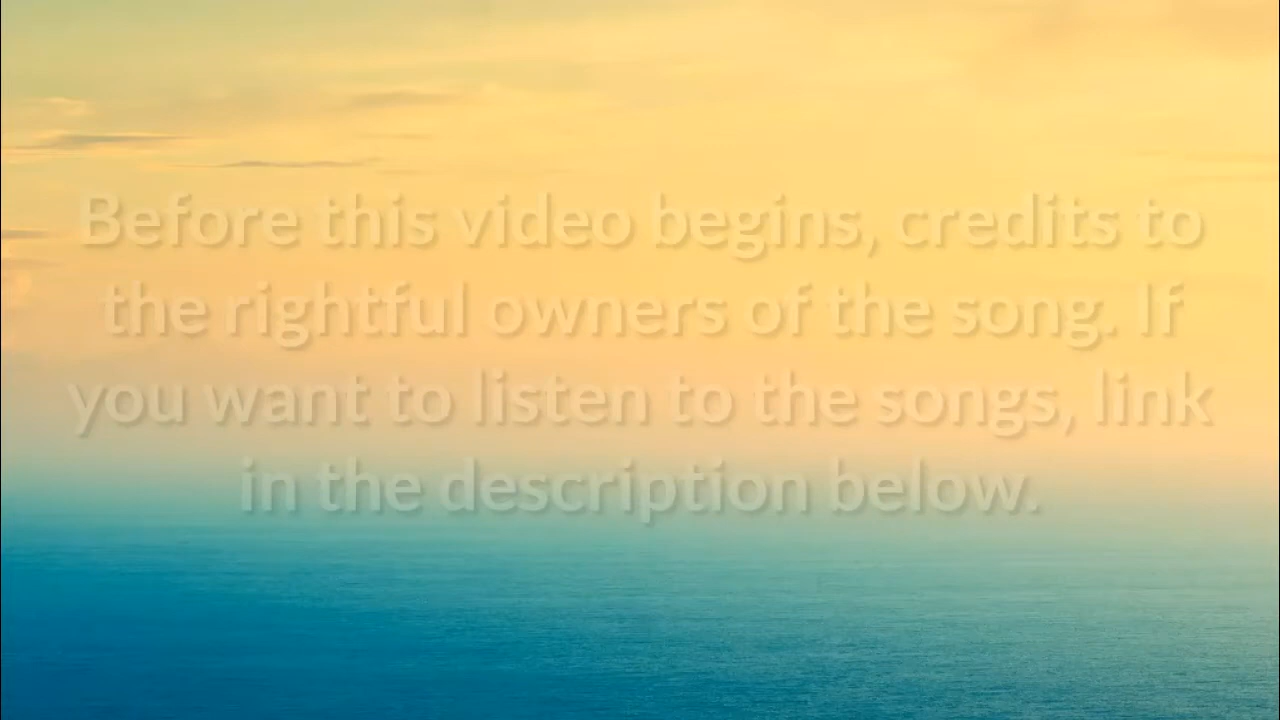 Before this video begins, credits to
the rightful owners of the song. If
you want to listen to the songs, link
in the description below.